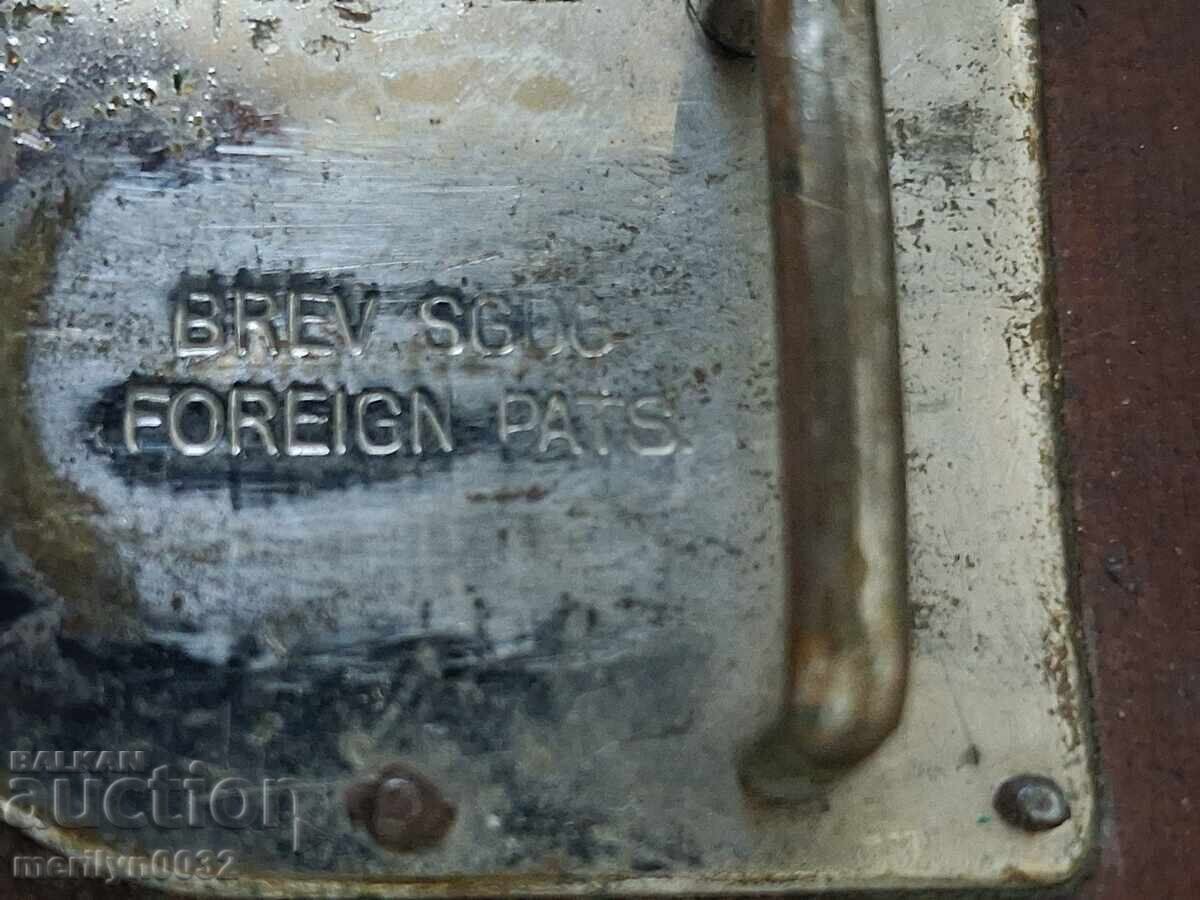 BREV SGDG
FOREIGN PATS.
BALKAN
auction
merilyn0032